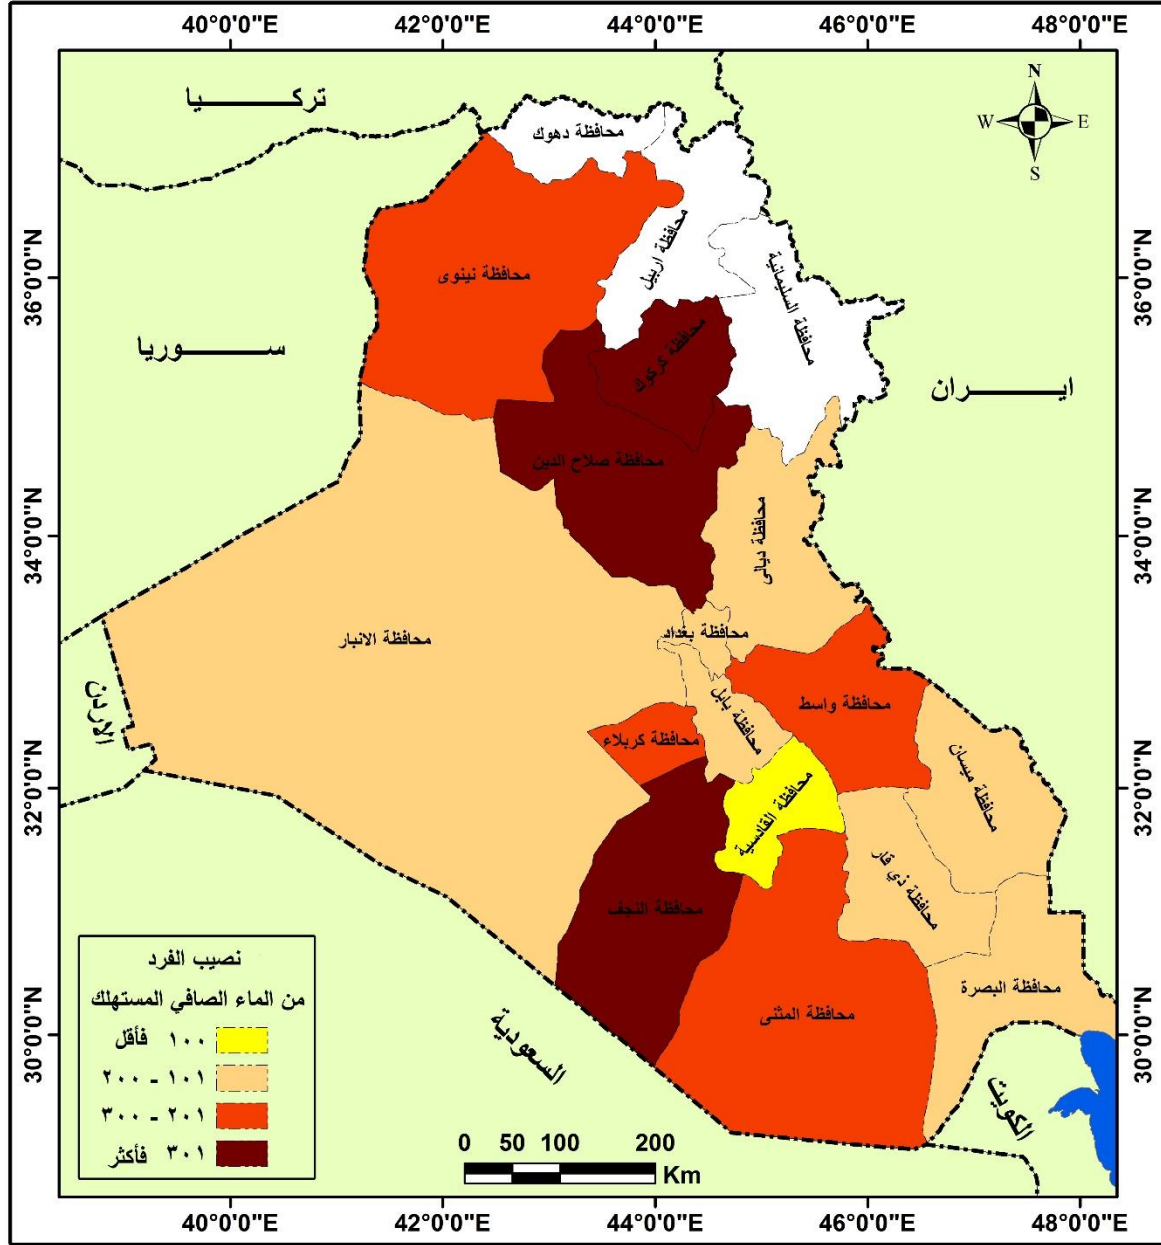 40°0'0"E 42°0'0"E 44°0'0"E 46°0'0"E 48°0'0"E
N
W E
S
تركـــــــيا
محافظة دهوك
36°0'0"N
محافظة نينوى
محافظة اربيل
محافظة السليمانية
36°0'0"N
ســـــــوريا
محافظة كركوك
ايـــــــران
محافظة صلاح الدين
34°0'0"N
محافظة ديالى
34°0'0"N
محافظة الانبار
محافظة بغداد
الاردن
محافظة بابل
محافظة واسط
محافظة كربلاء
محافظة ميسان
32°0'0"N
محافظة القادسية
32°0'0"N
محافظة ذي قار
محافظة النجف
محافظة البصرة
محافظة المثنى
30°0'0"N
السعودية
30°0'0"N
الكويت
نصيب الفرد
من الماء الصافي المستهلك
١٠٠ فأقل
١٠١ - ٢٠٠
٢٠١ - ٣٠٠
٣٠١ فأكثر
0 50 100 200
Km
40°0'0"E 42°0'0"E 44°0'0"E 46°0'0"E 48°0'0"E